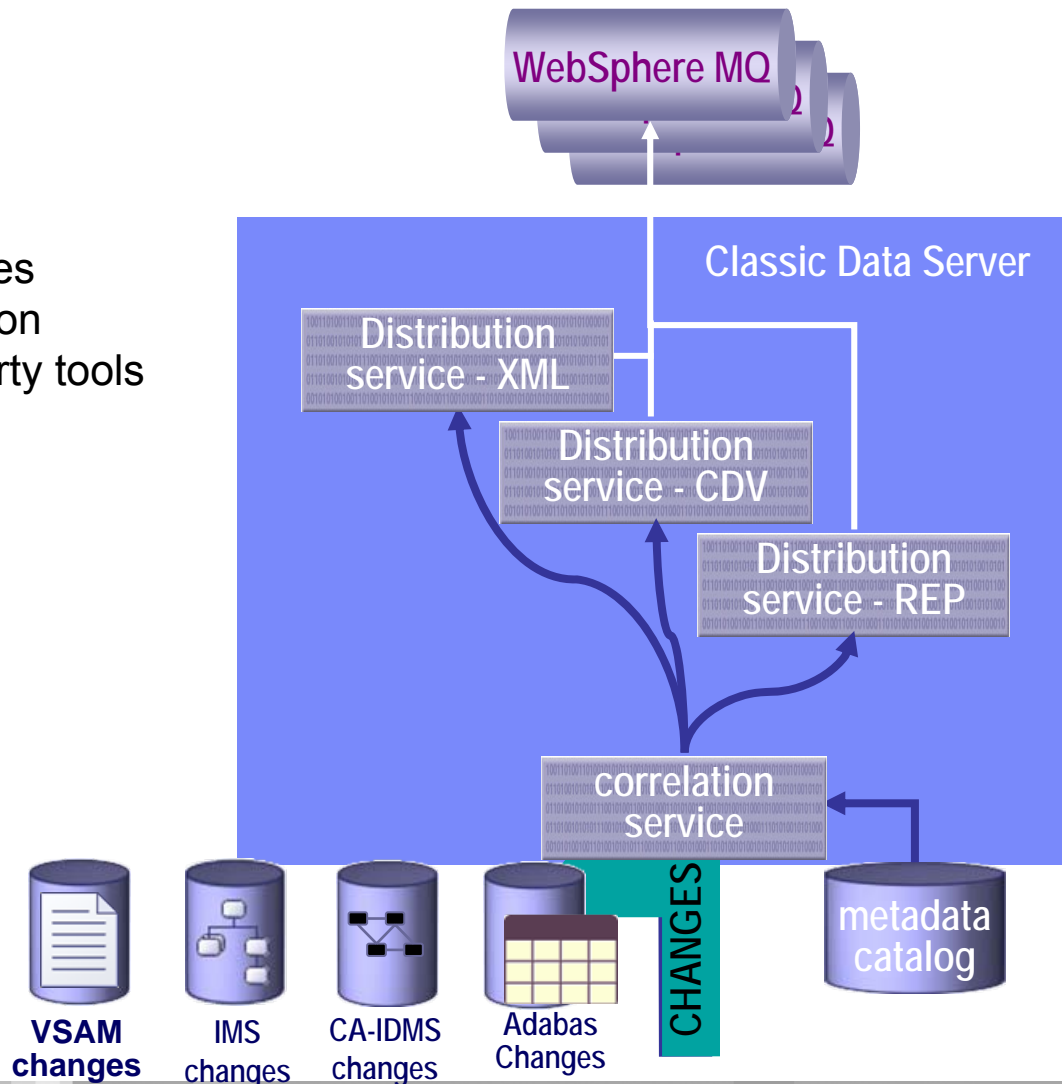 WebSphere MQ
Q
Q
es
on
rty tools
Classic Data Server
Distribution
service - XML
Distribution
service - CDV
Distribution
service - REP
correlation
service
CHANGES
metadata
catalog
VSAM
changes
IMS
changes
CA-IDMS
changes
Adabas
Changes